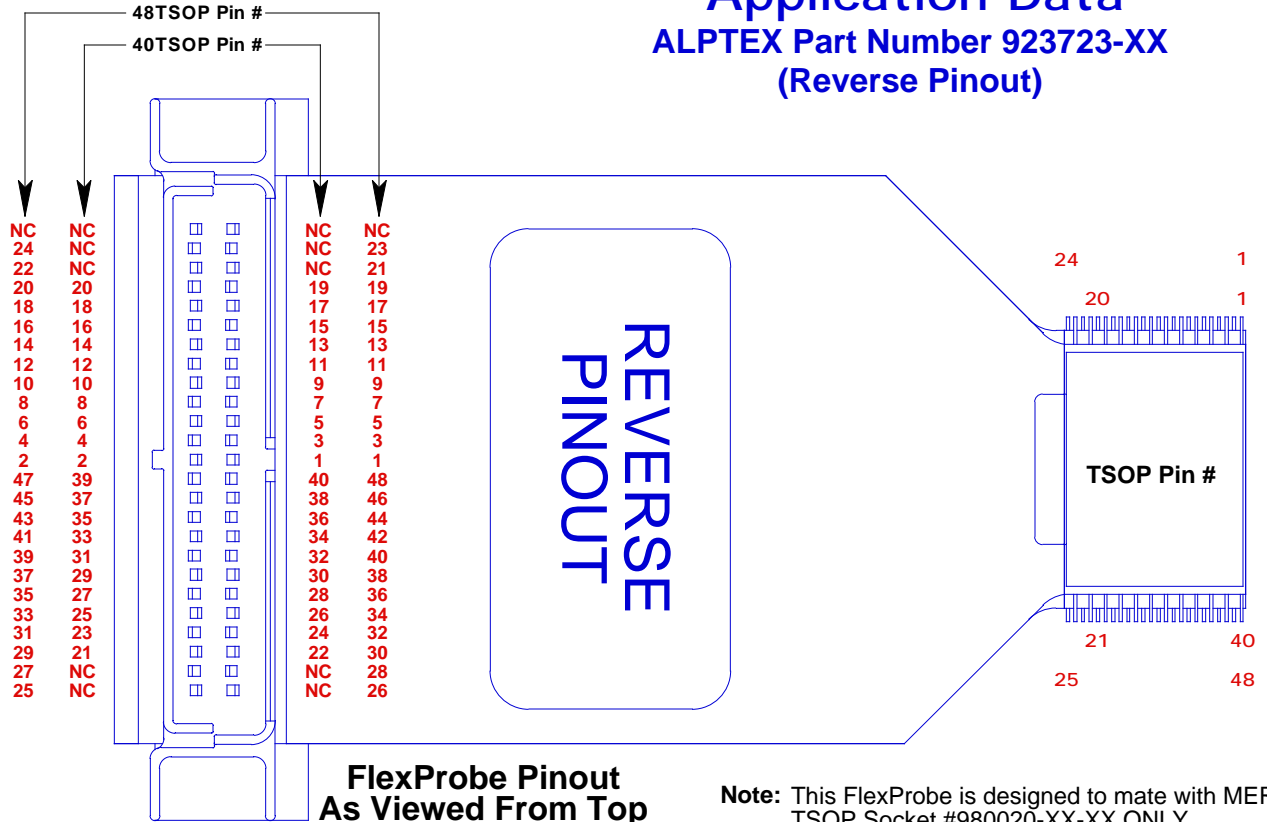 48TSOP Pin #
40TSOP Pin #
Application Data
ALPTEX Part Number 923723-XX
(Reverse Pinout)
NC NC NC NC
24 NC NC 23
22 NC NC 21
20 20 19 19
18 18 17 17
16 16 15 15
14 14 13 13
12 12 11 11
10 10 9 9
8 8 7 7
6 6 5 5
4 4 3 3
2 2 1 1
47 39 40 48
45 37 38 46
43 35 36 44
41 33 34 42
39 31 32 40
37 29 30 38
35 27 28 36
33 25 26 34
31 23 24 32
29 21 22 30
27 NC NC 28
25 NC NC 26
REVERSE
PINOUT
24 1
20 1
TSOP Pin #
21 40
25 48
FlexProbe Pinout
As Viewed From Top
Note: This FlexProbe is designed to mate with
TSOP Socket #980020-XX-XX ONLY